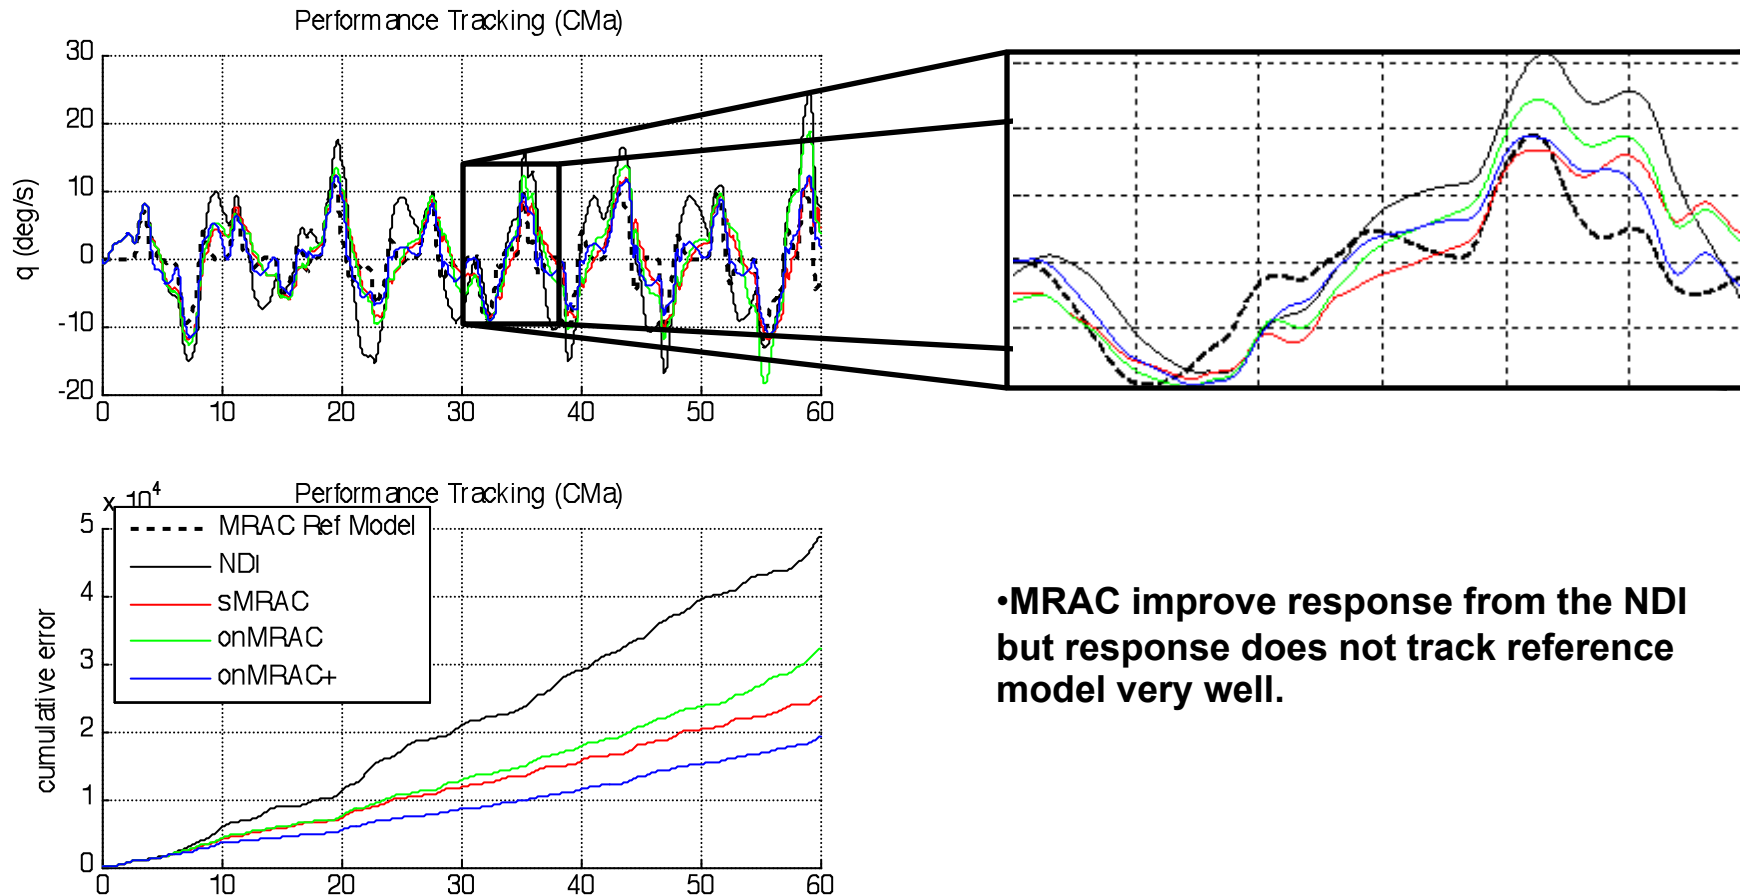 Performance Tracking (CMa)
30
20
10
0
-10
-20
q (deg/s)
0 10 20 30 40 50 60
Performance Tracking (CMa)
x 10^4
5
4
3
2
1
0
cumulative error
MRAC Ref Model
NDI
sMRAC
onMRAC
onMRAC+
0 10 20 30 40 50 60
•MRAC improve response from the NDI
but response does not track reference
model very well.